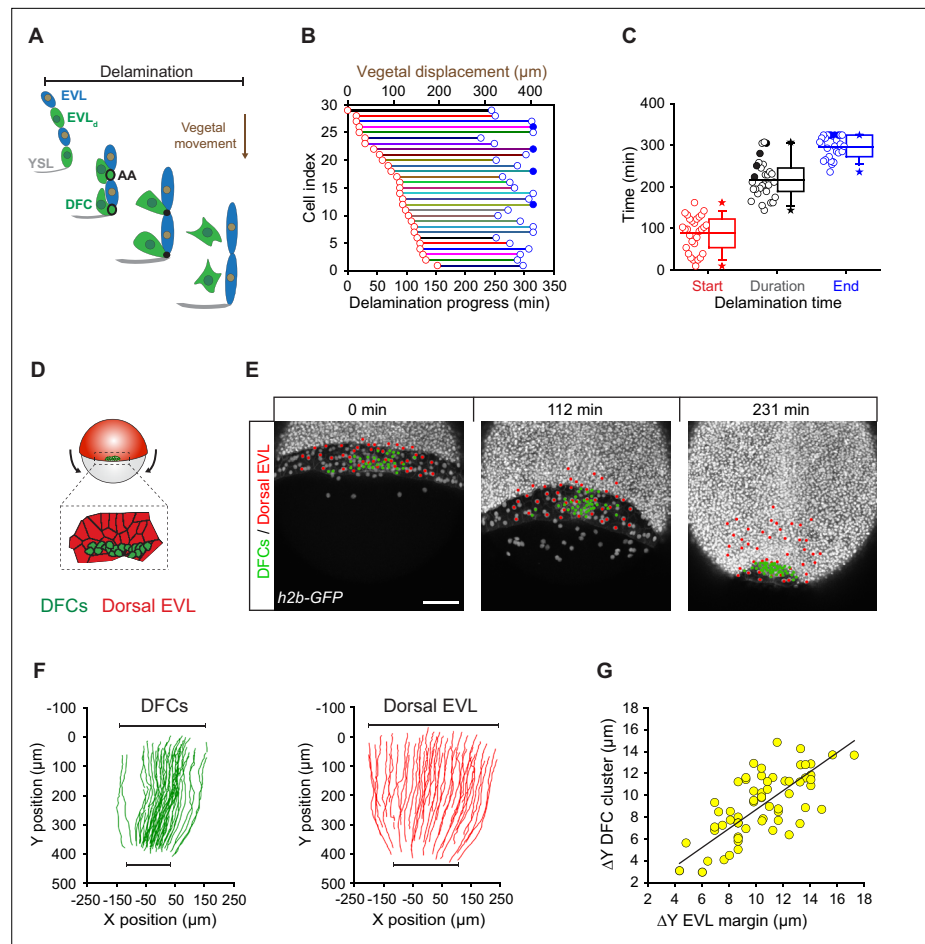 A
Delamination
EVL
EVLd
YSL
AA
DFC
Vegetal
movement
B
Vegetal displacement (µm)
0 100 200 300 400
30
25
20
15
10
5
0
Cell index
0 50 100 150 200 250 300 350
Delamination progress (min)
C
400
300
200
100
0
Time (min)
Start Duration End
Delamination time
D
DFCs Dorsal EVL
E
0 min 112 min 231 min
DFCs / Dorsal EVL
h2b-GFP
F
DFCs
-100
0
100
200
300
400
500
Y position (µm)
-250 -150 -50 50 150 250
X position (µm)
Dorsal EVL
-100
0
100
200
300
400
500
Y position (µm)
-250 -150 -50 50 150 250
X position (µm)
G
18
16
14
12
10
8
6
4
2
ΔY DFC cluster (µm)
4 6 8 10 12 14 16 18
ΔY EVL margin (µm)